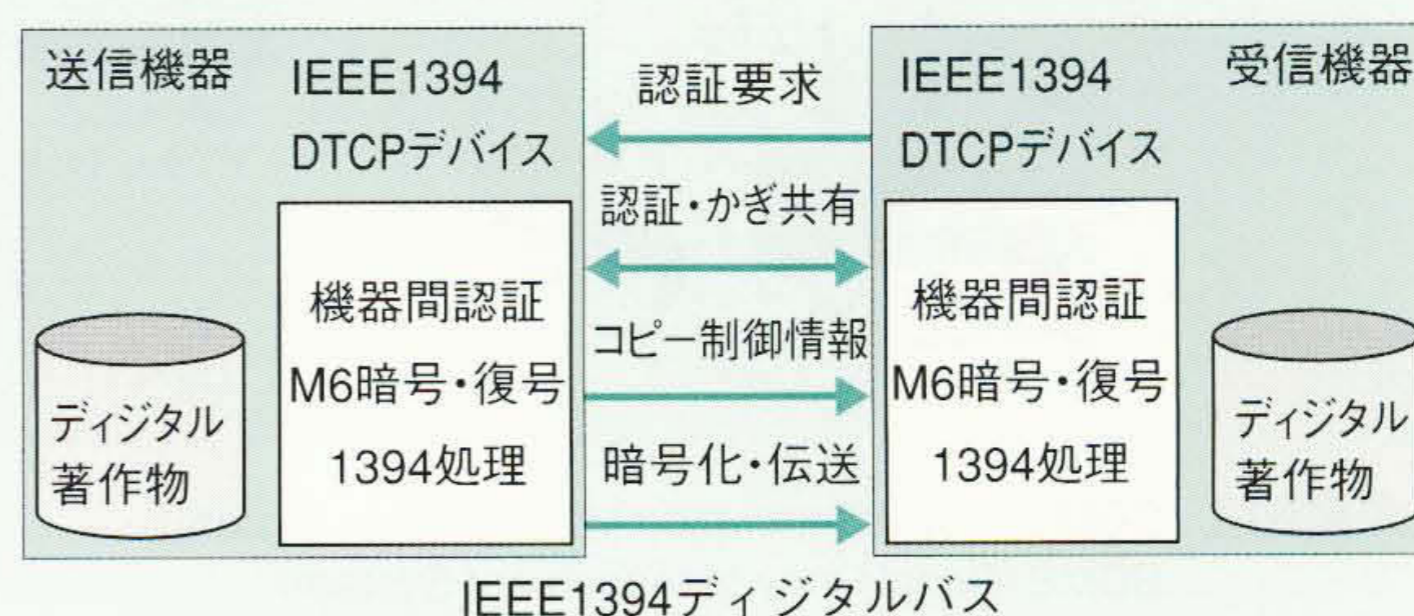 送信機器
IEEE1394
DTCPデバイス
機器間認証
M6暗号・復号
1394処理
ディジタル
著作物
認証要求
認証・かぎ共有
コピー制御情報
暗号化・伝送
IEEE1394
DTCPデバイス
受信機器
機器間認証
M6暗号・復号
1394処理
ディジタル
著作物
IEEE1394ディジタルバス